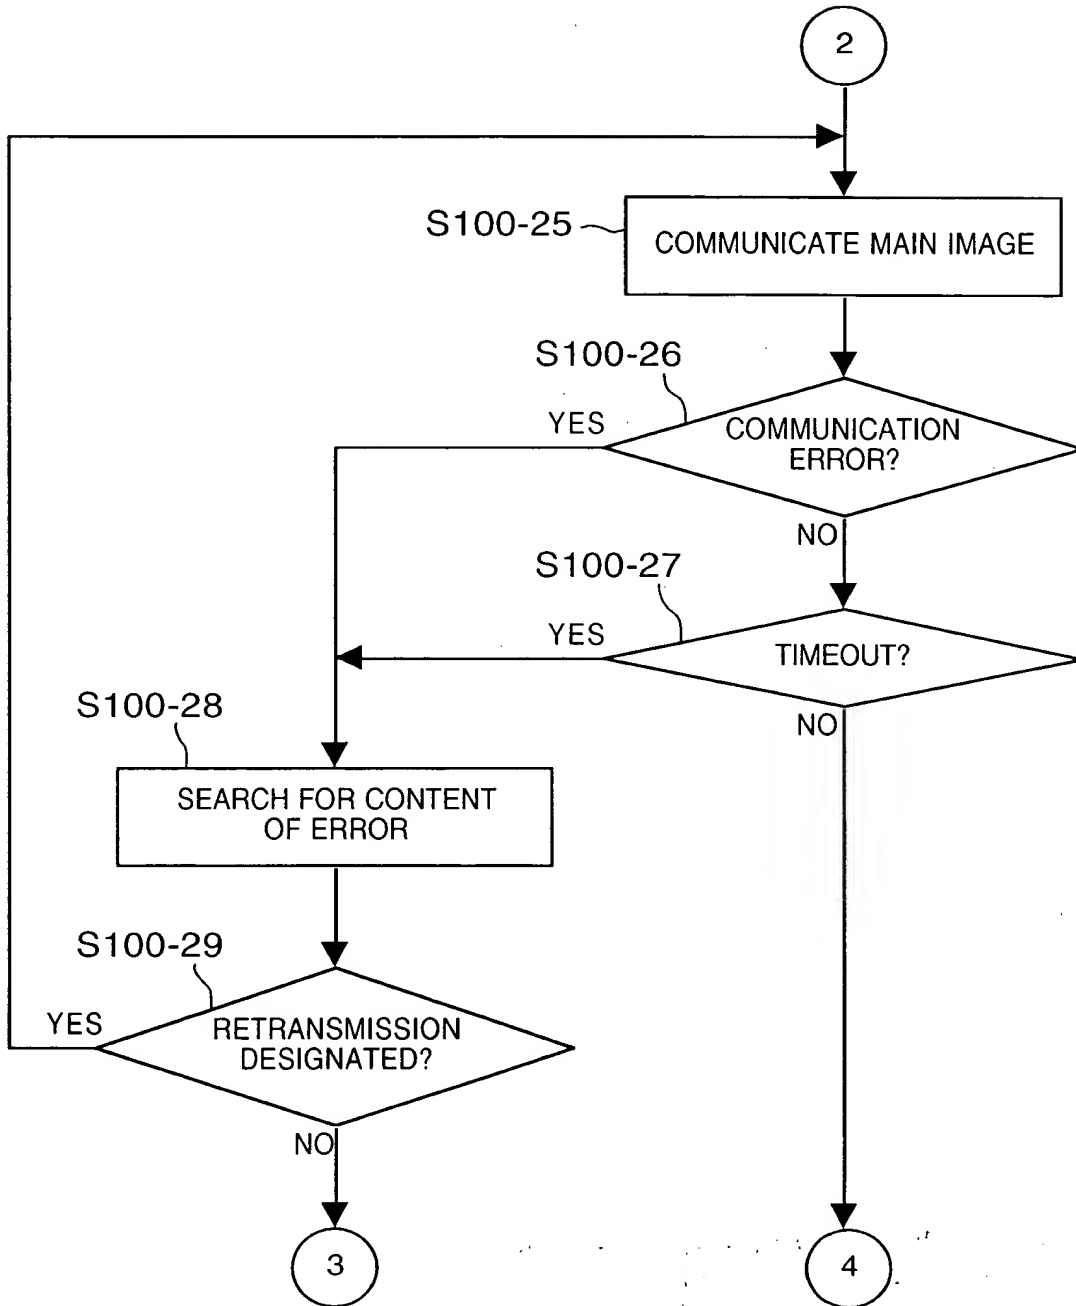 2
S100-25
COMMUNICATE MAIN IMAGE
S100-26
YES
COMMUNICATION
ERROR?
NO
S100-27
YES
TIMEOUT?
NO
S100-28
SEARCH FOR CONTENT
OF ERROR
S100-29
YES
RETRANSMISSION
DESIGNATED?
NO
3
4